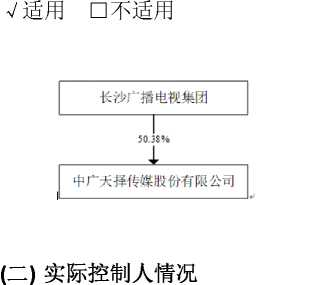 √适用 □不适用
长沙广播电视集团
50.38%
中广天择传媒股份有限公司
(二) 实际控制人情况